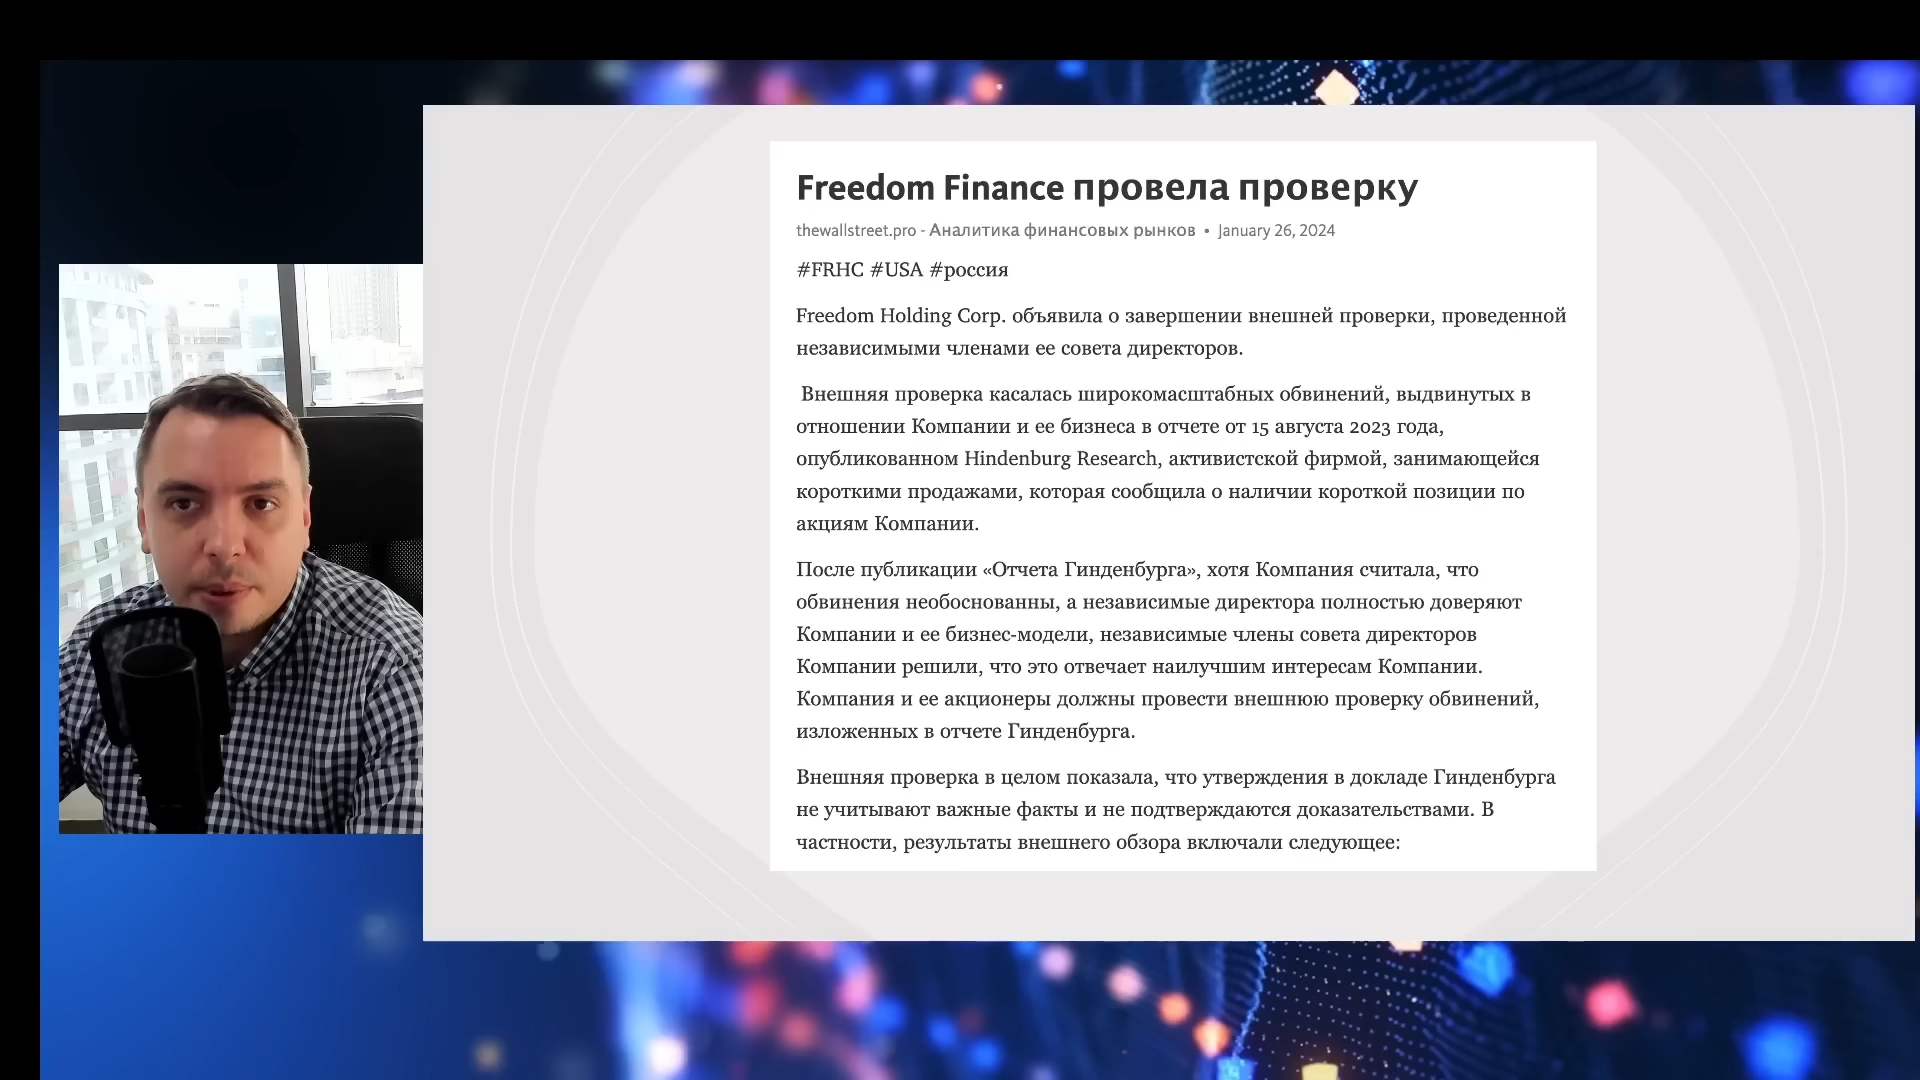 Freedom Finance провела проверку
thewallstreet.pro - Аналитика финансовых рынков • January 26, 2024
#FRHC #USA #россия
Freedom Holding Corp. объявила о завершении внешней проверки, проведенной
независимыми членами ее совета директоров.
Внешняя проверка касалась широкомасштабных обвинений, выдвинутых в
отношении Компании и ее бизнеса в отчете от 15 августа 2023 года,
опубликованном Hindenburg Research, активистской фирмой, занимающейся
короткими продажами, которая сообщила о наличии короткой позиции по
акциям Компании.
После публикации «Отчета Гинденбурга», хотя Компания считала, что
обвинения необоснованны, а независимые директора полностью доверяют
Компании и ее бизнес-модели, независимые члены совета директоров
Компании решили, что это отвечает наилучшим интересам Компании.
Компания и ее акционеры должны провести внешнюю проверку обвинений,
изложенных в отчете Гинденбурга.
Внешняя проверка в целом показала, что утверждения в докладе Гинденбурга
не учитывают важные факты и не подтверждаются доказательствами. В
частности, результаты внешнего обзора включали следующее: